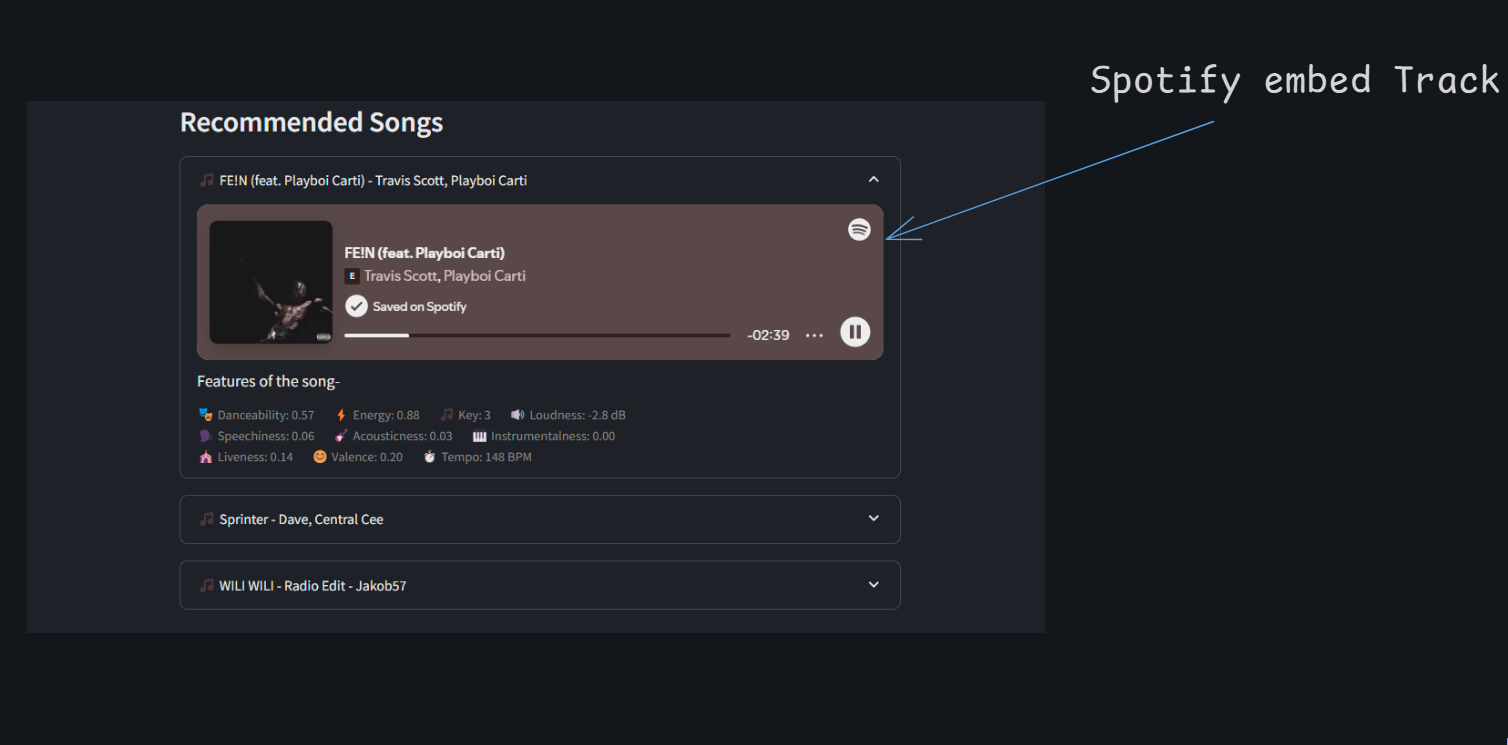 Spotify embed Track
Recommended Songs
FE!N (feat. Playboi Carti) - Travis Scott, Playboi Carti
FE!N (feat. Playboi Carti)
E Travis Scott, Playboi Carti
Saved on Spotify
-02:39
Features of the song-
Danceability: 0.57 Energy: 0.88 Key: 3 Loudness: -2.8 dB
Speechiness: 0.06 Acousticness: 0.03 Instrumentalness: 0.00
Liveness: 0.14 Valence: 0.20 Tempo: 148 BPM
Sprinter - Dave, Central Cee
WILI WILI - Radio Edit - Jakob57